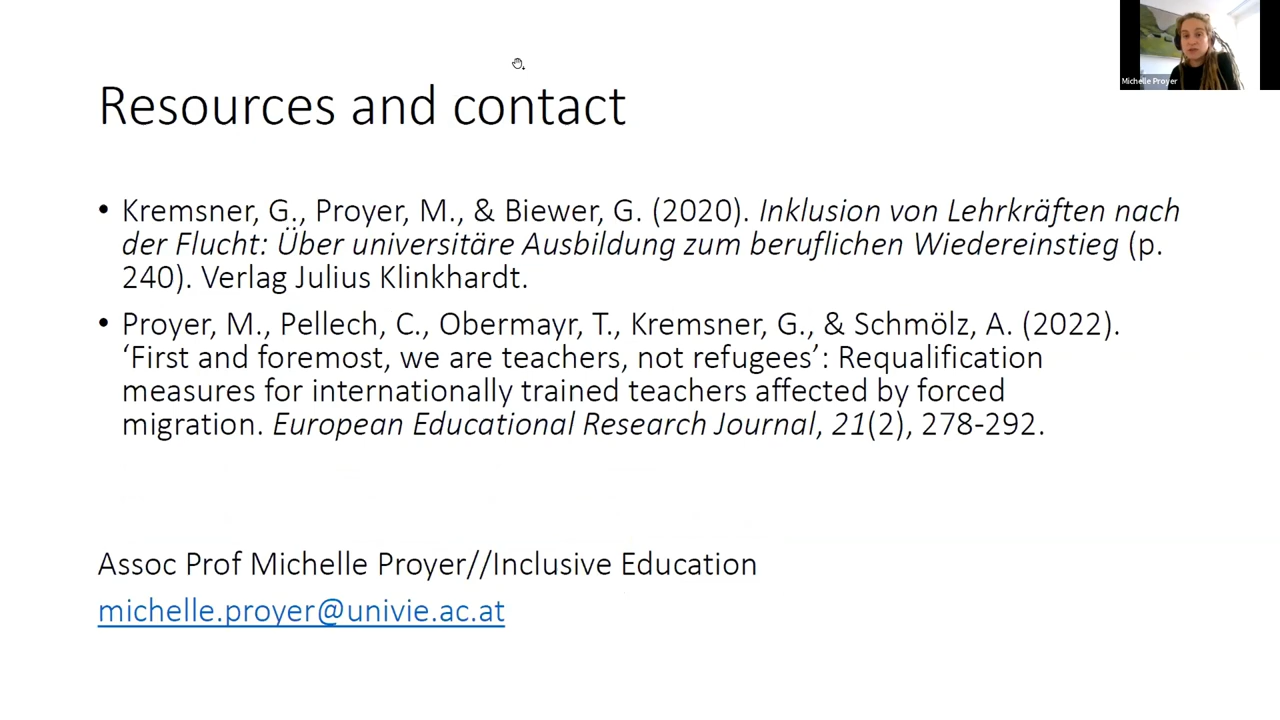 Michelle Proyer
Resources and contact
• Kremsner, G., Proyer, M., & Biewer, G. (2020). Inklusion von Lehrkräften nach
der Flucht: Über universitäre Ausbildung zum beruflichen Wiedereinstieg (p.
240). Verlag Julius Klinkhardt.
• Proyer, M., Pellech, C., Obermayr, T., Kremsner, G., & Schmölz, A. (2022).
‘First and foremost, we are teachers, not refugees’: Requalification
measures for internationally trained teachers affected by forced
migration. European Educational Research Journal, 21(2), 278-292.
Assoc Prof Michelle Proyer//Inclusive Education
michelle.proyer@univie.ac.at